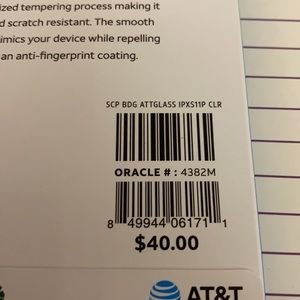 ized tempering process making it
d scratch resistant. The smooth
imics your device while repelling
an anti-fingerprint coating.
SCP BDG ATTGLASS IPXS11P CLR
ORACLE # : 4382M
8 49944 06171 1
$40.00
AT&T